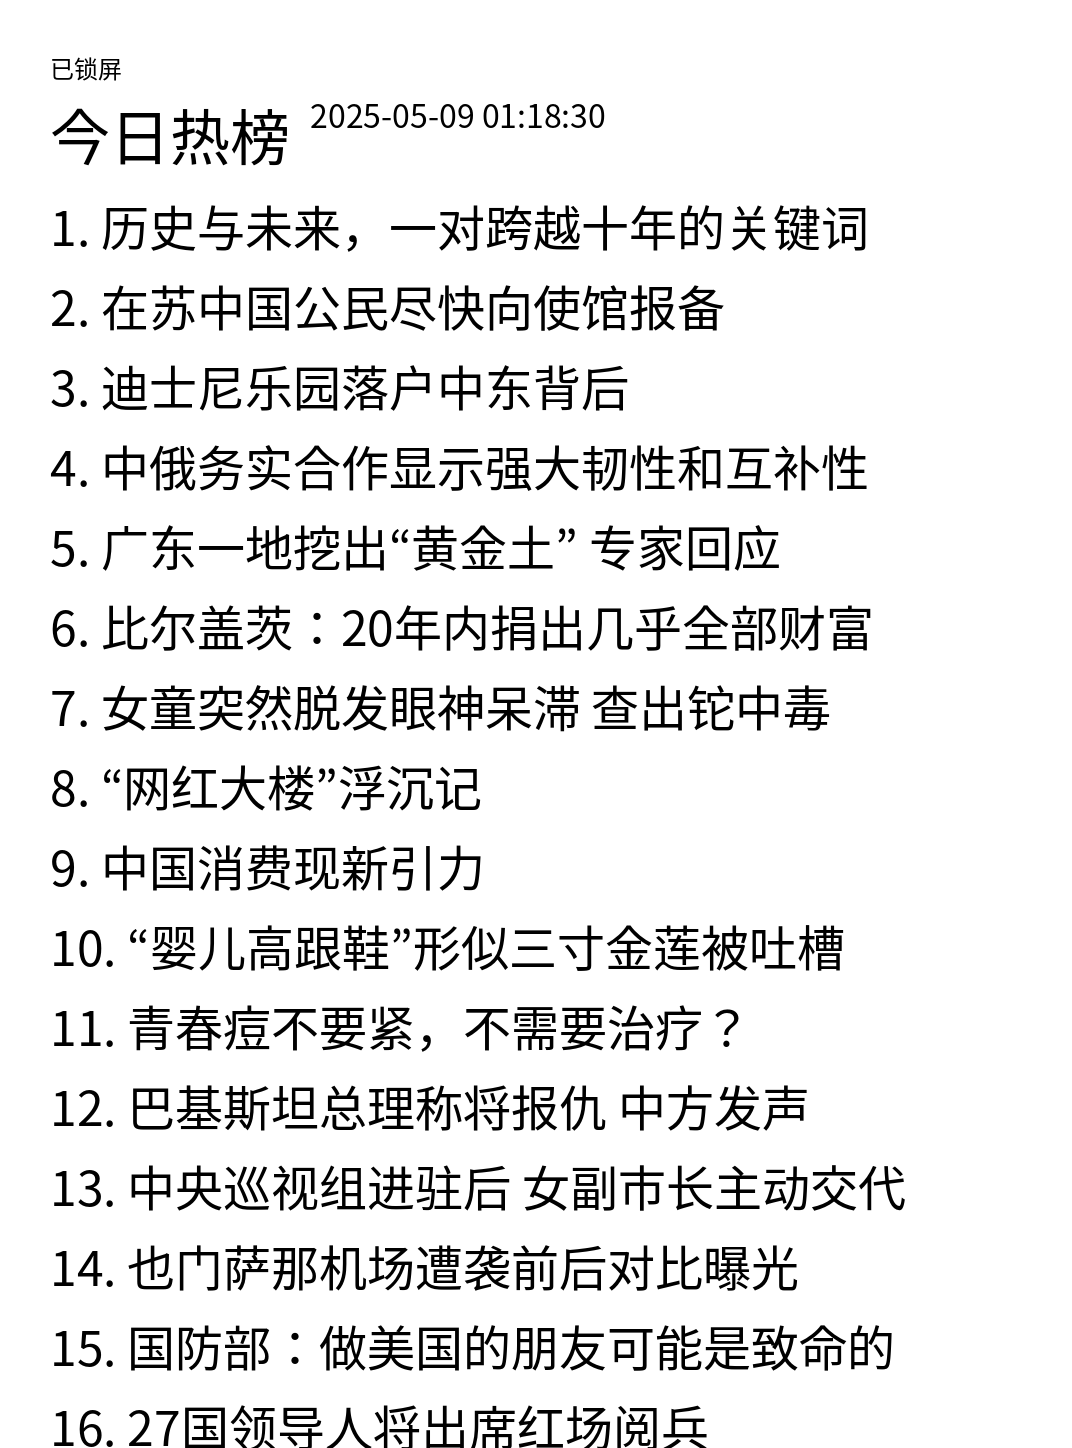 已锁屏
今日热榜 2025-05-09 01:18:30
1. 历史与未来，一对跨越十年的关键词
2. 在苏中国公民尽快向使馆报备
3. 迪士尼乐园落户中东背后
4. 中俄务实合作显示强大韧性和互补性
5. 广东一地挖出“黄金土” 专家回应
6. 比尔盖茨：20年内捐出几乎全部财富
7. 女童突然脱发眼神呆滞 查出铊中毒
8. “网红大楼”浮沉记
9. 中国消费现新引力
10. “婴儿高跟鞋”形似三寸金莲被吐槽
11. 青春痘不要紧，不需要治疗？
12. 巴基斯坦总理称将报仇 中方发声
13. 中央巡视组进驻后 女副市长主动交代
14. 也门萨那机场遭袭前后对比曝光
15. 国防部：做美国的朋友可能是致命的
16. 27国领导人将出席红场阅兵